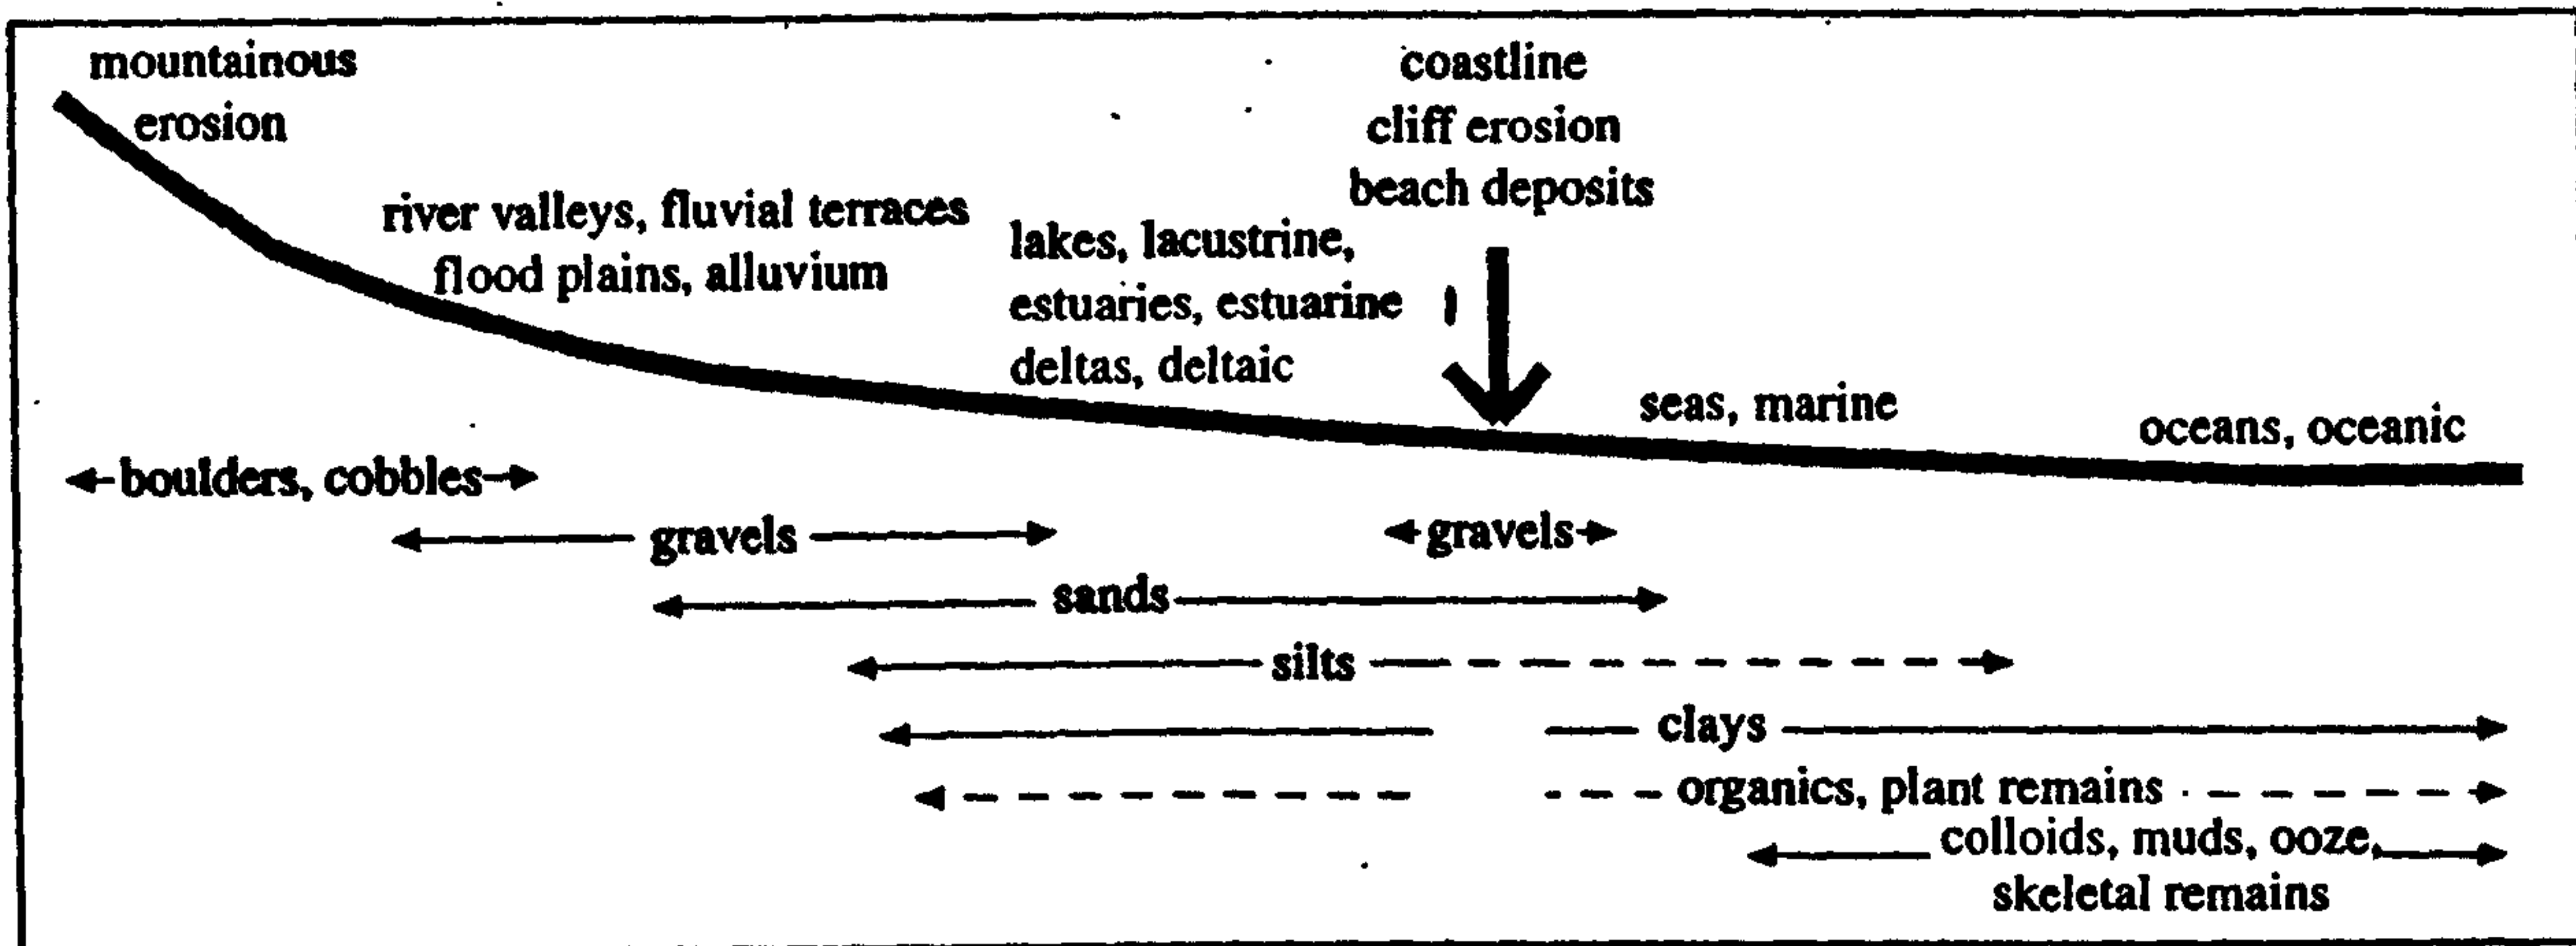 mountainous
erosion
coastline
cliff erosion
beach deposits
river valleys, fluvial terraces
flood plains, alluvium
lakes, lacustrine,
estuaries, estuarine
deltas, deltaic
seas, marine
oceans, oceanic
boulders, cobbles
gravels
gravels
sands
silts
clays
organics, plant remains
colloids, muds, ooze,
skeletal remains